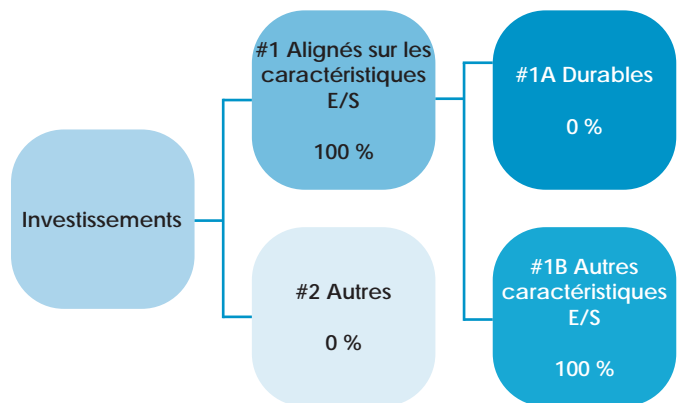 Investissements
#1 Alignés sur les
caractéristiques
E/S
100 %
#2 Autres
0 %
#1A Durables
0 %
#1B Autres
caractéristiques
E/S
100 %